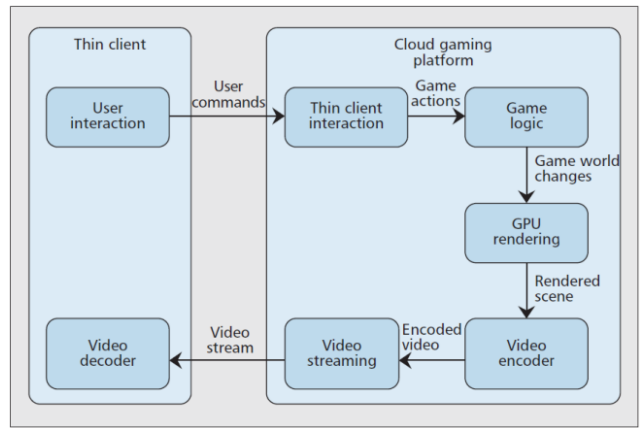 Thin client
Cloud gaming
platform
User
interaction
User
commands
Thin client
interaction
Game
actions
Game
logic
Game world
changes
GPU
rendering
Rendered
scene
Video
encoder
Encoded
video
Video
streaming
Video
stream
Video
decoder